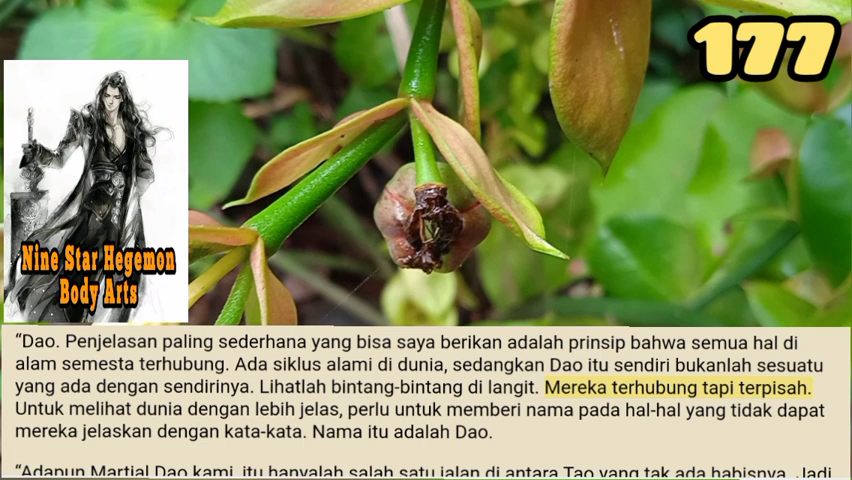 177
Nine Star Hegemon
Body Arts
“Dao. Penjelasan paling sederhana yang bisa saya berikan adalah prinsip bahwa semua hal di
alam semesta terhubung. Ada siklus alami di dunia, sedangkan Dao itu sendiri bukanlah sesuatu
yang ada dengan sendirinya. Lihatlah bintang-bintang di langit. Mereka terhubung tapi terpisah.
Untuk melihat dunia dengan lebih jelas, perlu untuk memberi nama pada hal-hal yang tidak dapat
mereka jelaskan dengan kata-kata. Nama itu adalah Dao.
“Adapun Martial Dao kami, itu hanyalah salah satu jalan di antara Tao yang tak ada habisnya. Jadi